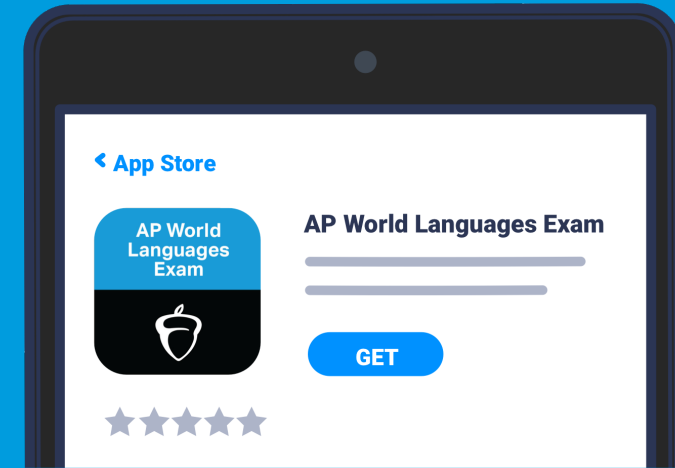 App Store
AP World
Languages
Exam
AP World Languages Exam
GET